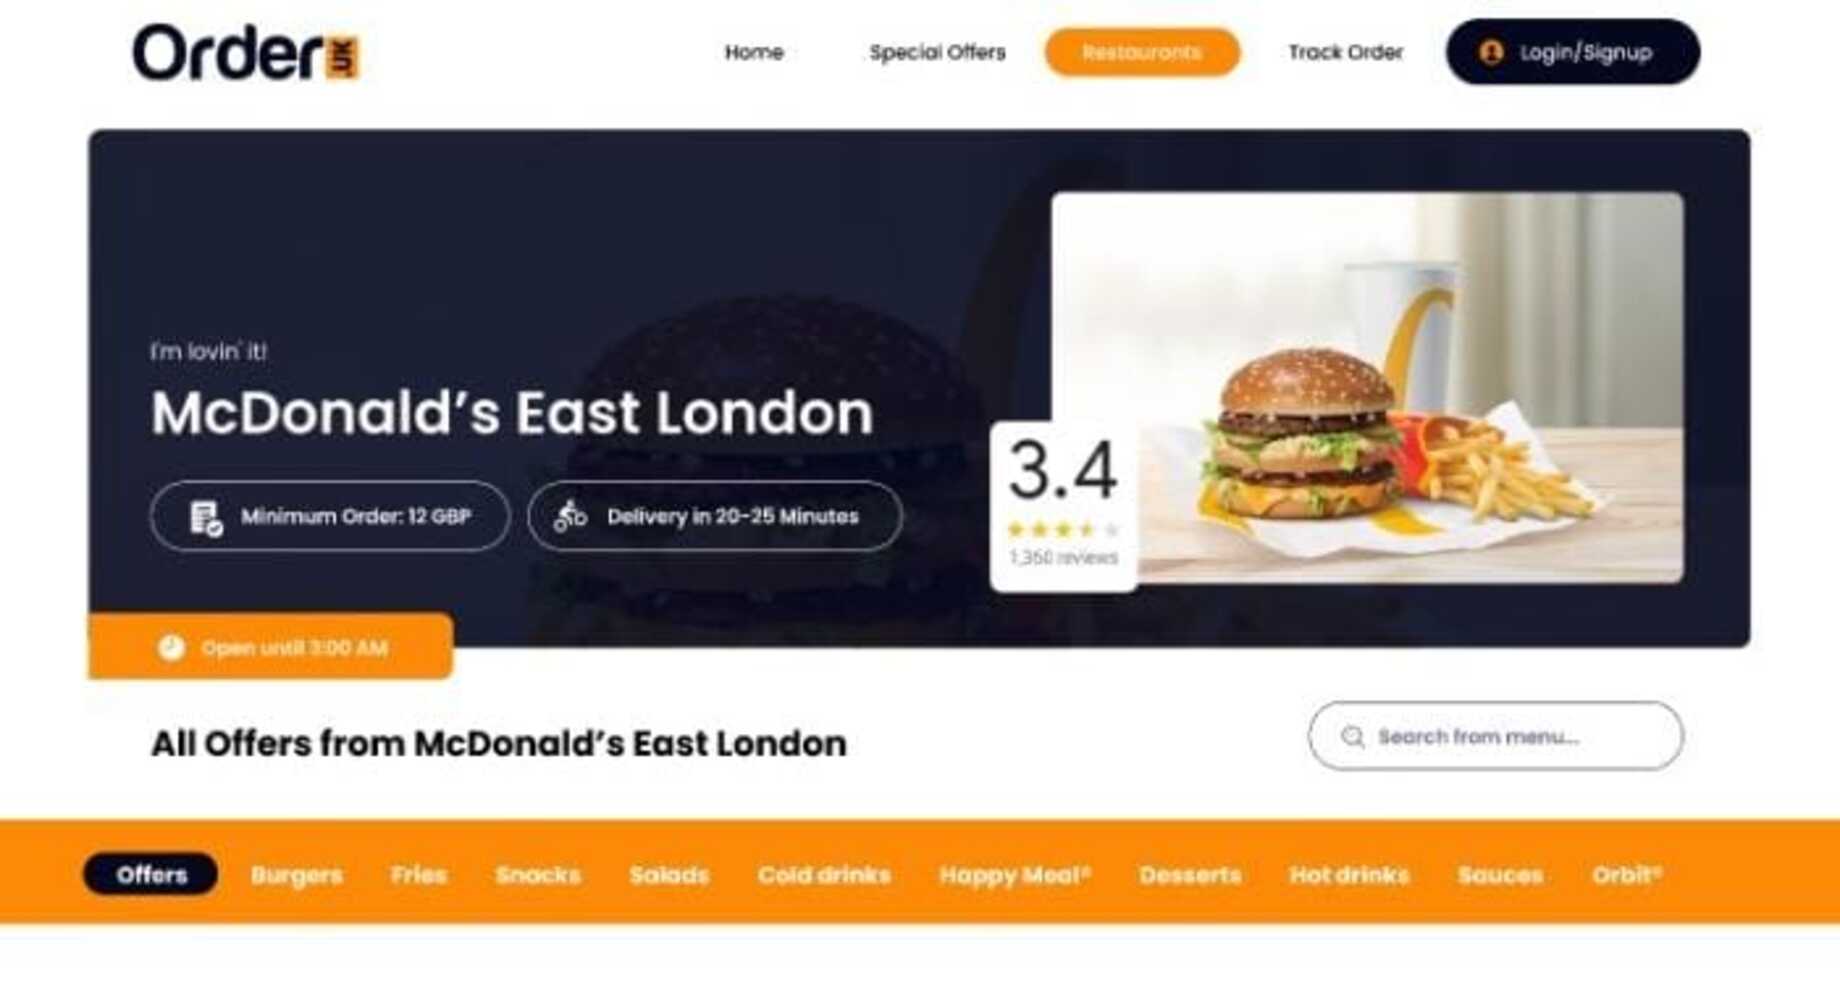 Order.UK
Home
Special Offers
Restaurants
Track Order
Login/Signup
I'm lovin' it!
McDonald's East London
Minimum Order: 12 GBP
Delivery in 20-25 Minutes
3.4
1,360 reviews
Open until 3:00 AM
All Offers from McDonald's East London
Search from menu...
Offers
Burgers
Fries
Snacks
Salads
Cold drinks
Happy Meal®
Desserts
Hot drinks
Sauces
Orbit®